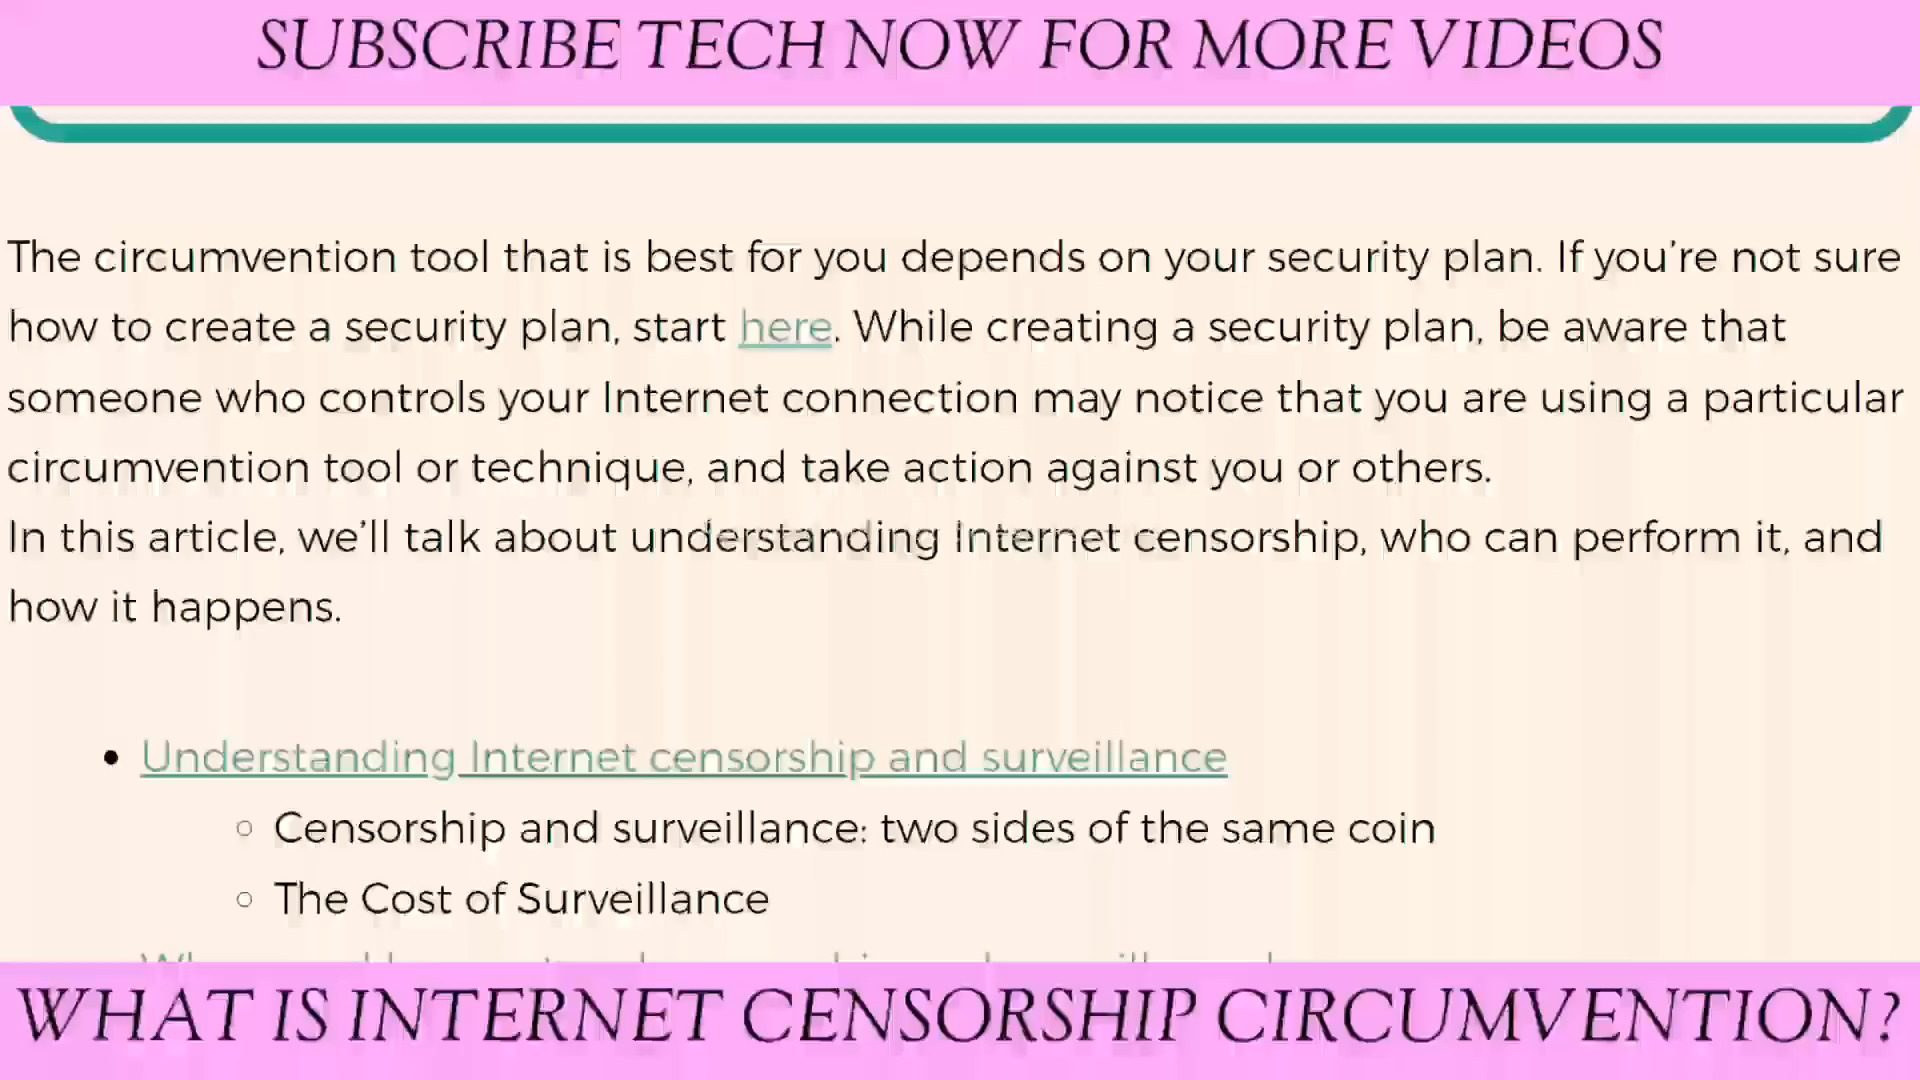 SUBSCRIBE TECH NOW FOR MORE VIDEOS
The circumvention tool that is best for you depends on your security plan. If you’re not sure
how to create a security plan, start here. While creating a security plan, be aware that
someone who controls your Internet connection may notice that you are using a particular
circumvention tool or technique, and take action against you or others.
In this article, we’ll talk about understanding Internet censorship, who can perform it, and
how it happens.
Understanding Internet censorship and surveillance
Censorship and surveillance: two sides of the same coin
The Cost of Surveillance
WHAT IS INTERNET CENSORSHIP CIRCUMVENTION?